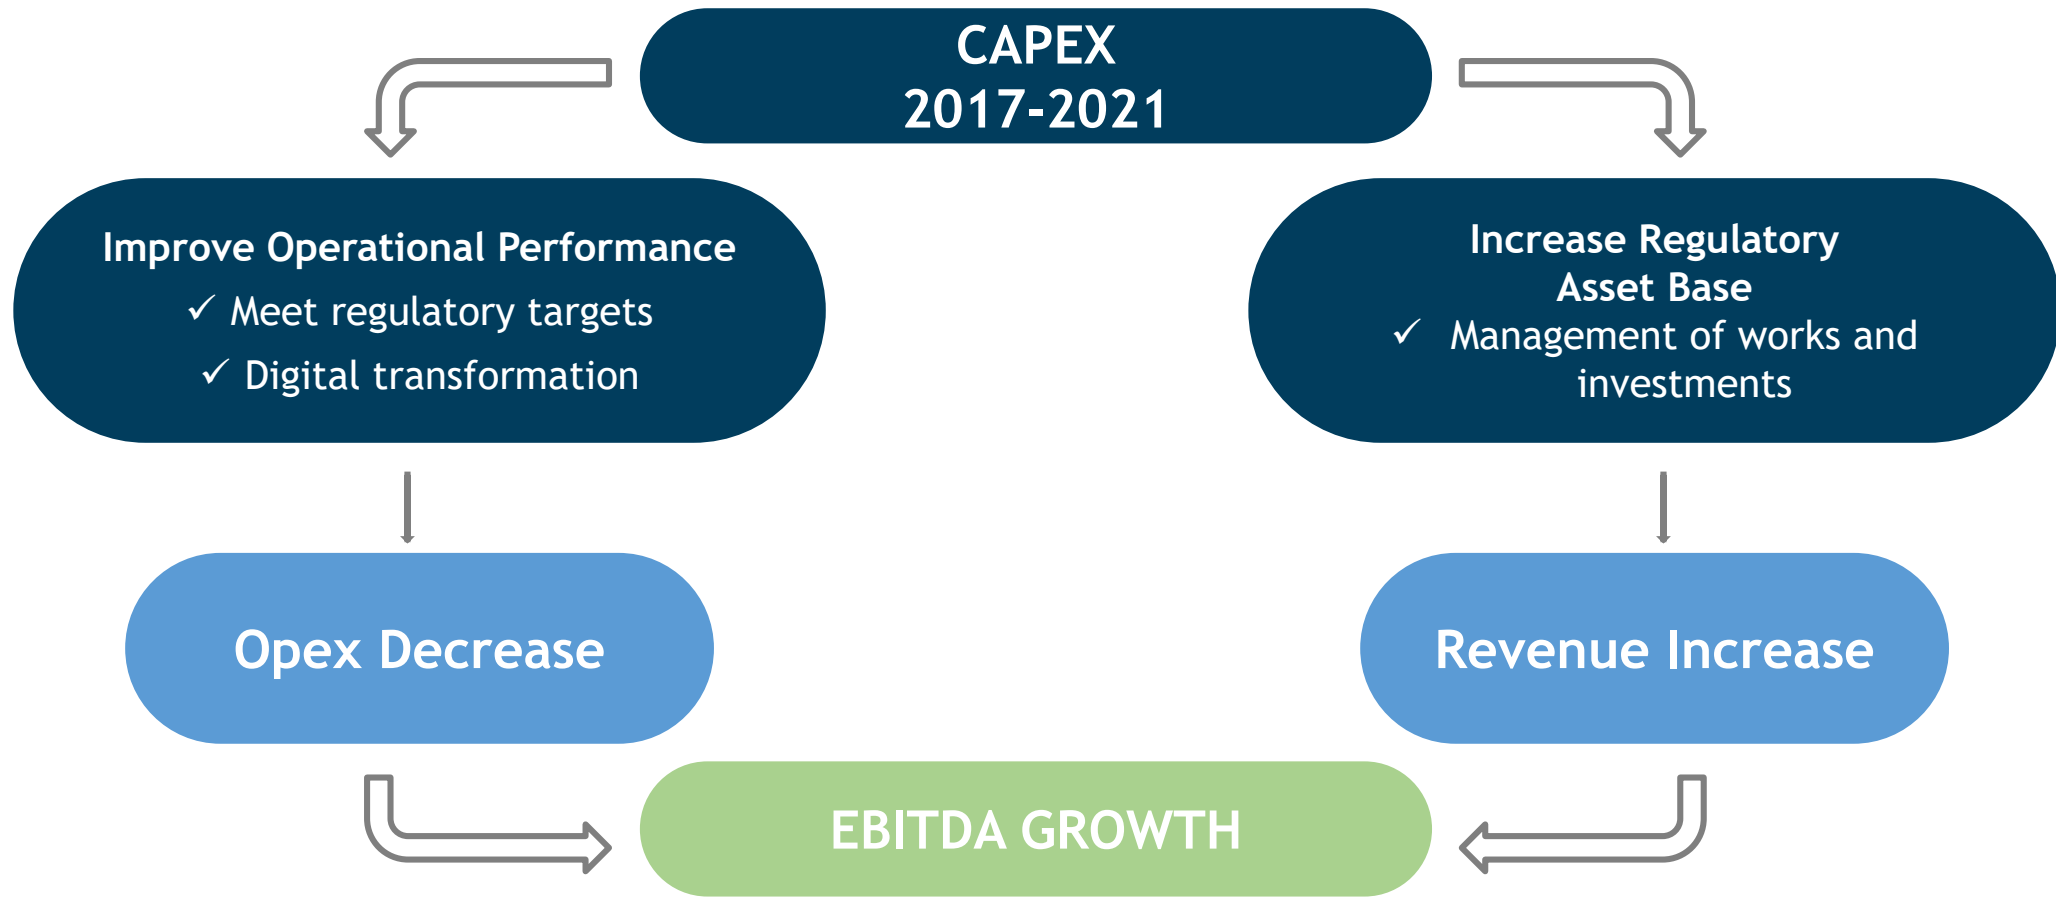 CAPEX
2017-2021
Improve Operational Performance
✓ Meet regulatory targets
✓ Digital transformation
Increase Regulatory
Asset Base
✓ Management of works and
investments
Opex Decrease
Revenue Increase
EBITDA GROWTH